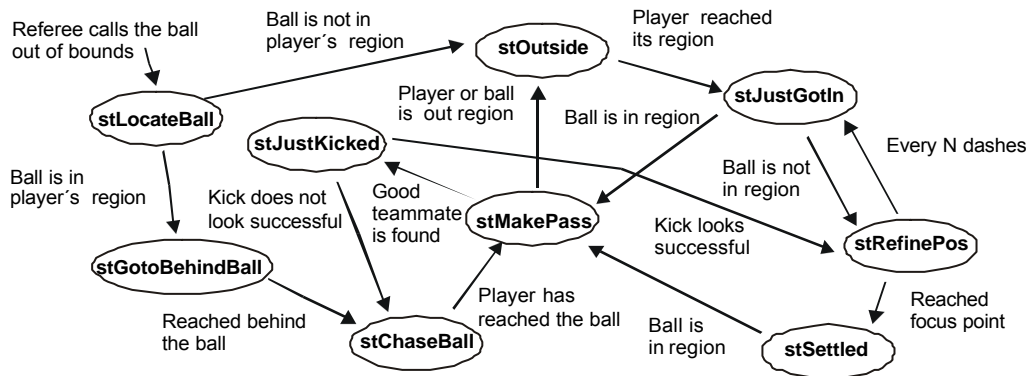 Referee calls the ball
out of bounds
Ball is not in
player´s region
stOutside
Player reached
its region
stLocateBall
stJustGotIn
Player or ball
is out region
Ball is in region
stJustKicked
Every N dashes
Ball is in
player´s region
Kick does not
look successful
Good
teammate
is found
stMakePass
Ball is not
in region
Kick looks
successful
stRefinePos
stGotoBehindBall
Reached behind
the ball
stChaseBall
Player has
reached the ball
Ball is
in region
stSettled
Reached
focus point